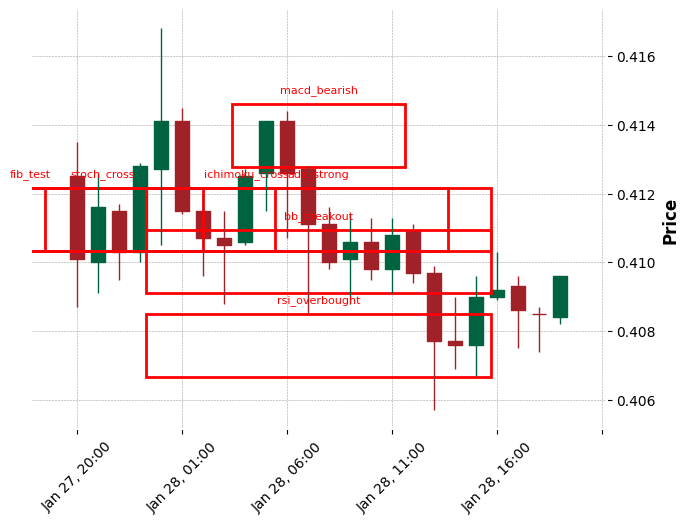 0.416
macd_bearish
0.414
fib_test
stoch_cross
ichimoku_cross
0.412
bb_breakout
Price
0.410
rsi_overbought
0.408
0.406
Jan 27, 20:00
Jan 28, 01:00
Jan 28, 06:00
Jan 28, 11:00
Jan 28, 16:00